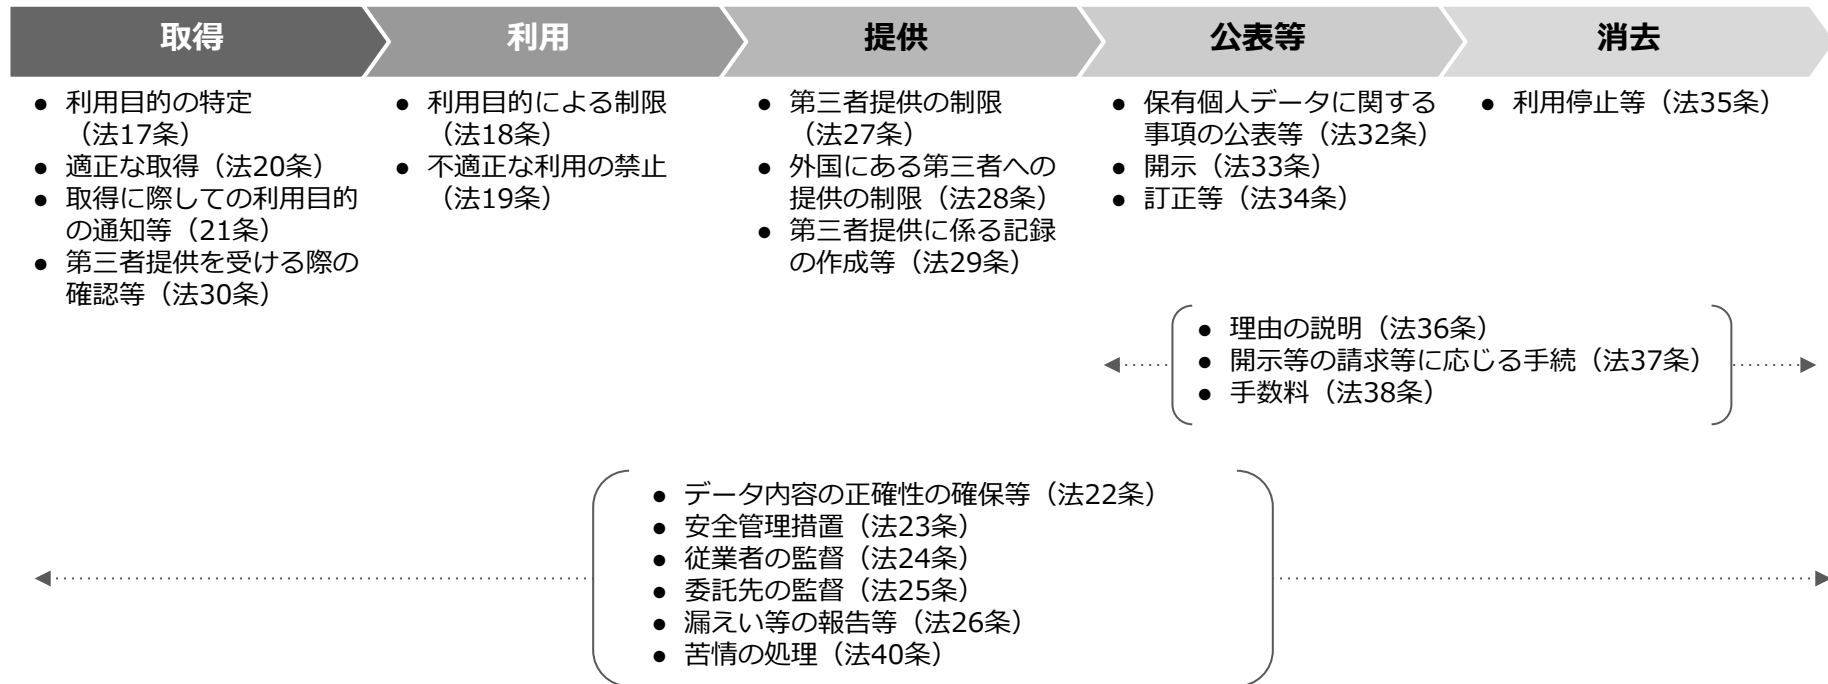 取得
利用
提供
公表等
消去
● 利用目的の特定
（法17条）
● 適正な取得（法20条）
● 取得に際しての利用目的
の通知等（21条）
● 第三者提供を受ける際の
確認等（法30条）
● 利用目的による制限
（法18条）
● 不適正な利用の禁止
（法19条）
● 第三者提供の制限
（法27条）
● 外国にある第三者への
提供の制限（法28条）
● 第三者提供に係る記録
の作成等（法29条）
● 保有個人データに関する
事項の公表等（法32条）
● 開示（法33条）
● 訂正等（法34条）
● 利用停止等（法35条）
● 理由の説明（法36条）
● 開示等の請求等に応じる手続（法37条）
● 手数料（法38条）
● データ内容の正確性の確保等（法22条）
● 安全管理措置（法23条）
● 従業者の監督（法24条）
● 委託先の監督（法25条）
● 漏えい等の報告等（法26条）
● 苦情の処理（法40条）